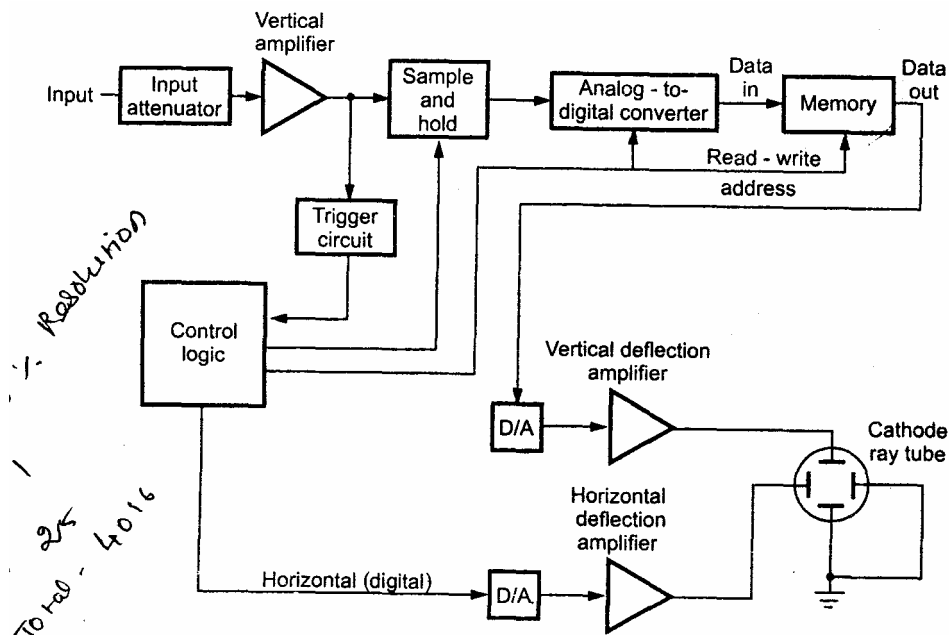 Vertical
amplifier
Input
Input
attenuator
Sample
and
hold
Analog - to-
digital converter
Data
in
Memory
Data
out
Read - write
address
Trigger
circuit
Control
logic
Resolution
Vertical deflection
amplifier
D/A
Cathode
ray tube
Horizontal
deflection
amplifier
Horizontal (digital)
D/A
Total - 4016